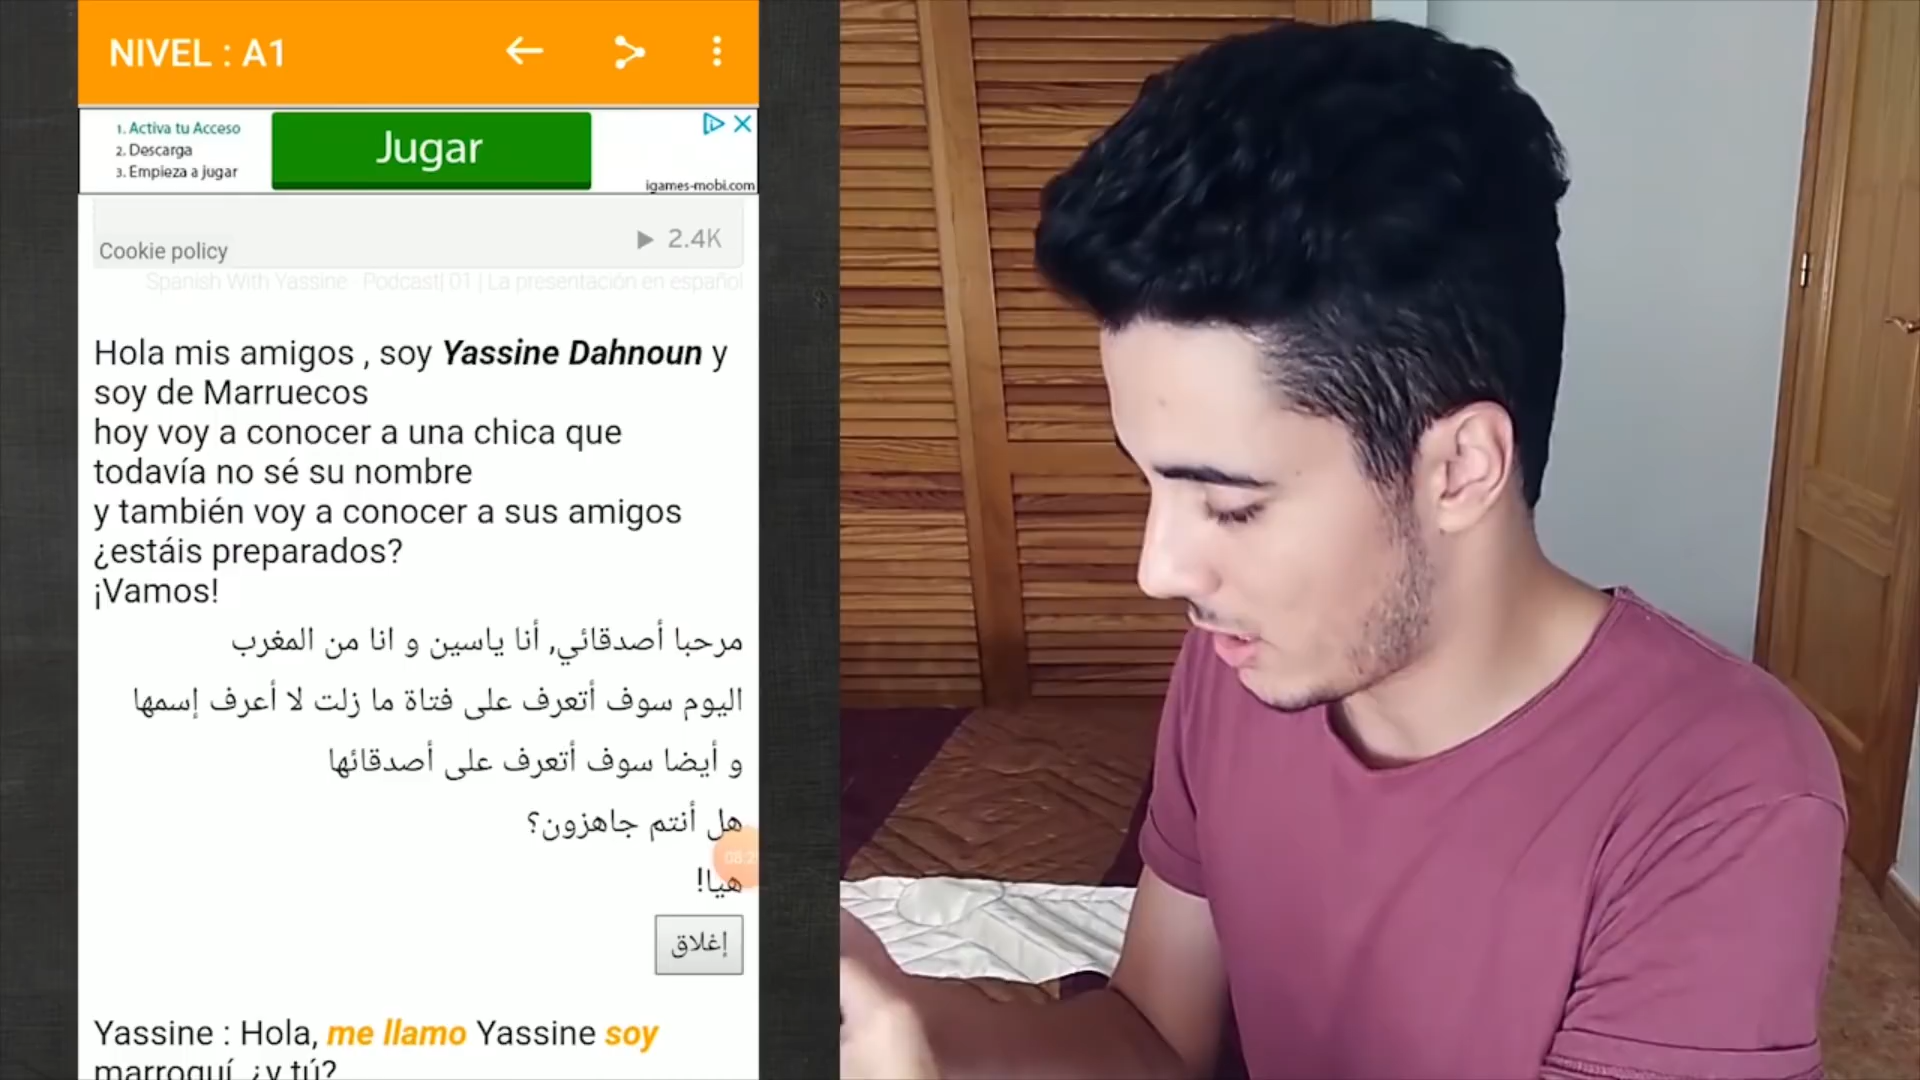 NIVEL : A1
1. Activa tu Acceso
2. Descarga
3. Empieza a jugar
Jugar
igames-mobi.com
Cookie policy
2.4K
Spanish With Yassine · Podcast| 01 | La presentación en español
Hola mis amigos , soy Yassine Dahnoun y
soy de Marruecos
hoy voy a conocer a una chica que
todavía no sé su nombre
y también voy a conocer a sus amigos
¿estáis preparados?
¡Vamos!
مرحبا أصدقائي, أنا ياسين و انا من المغرب
اليوم سوف أتعرف على فتاة ما زلت لا أعرف إسمها
و أيضا سوف أتعرف على أصدقائها
هل أنتم جاهزون؟
هيا!
إغلاق
Yassine : Hola, me llamo Yassine soy
marroquí, ¿y tú?